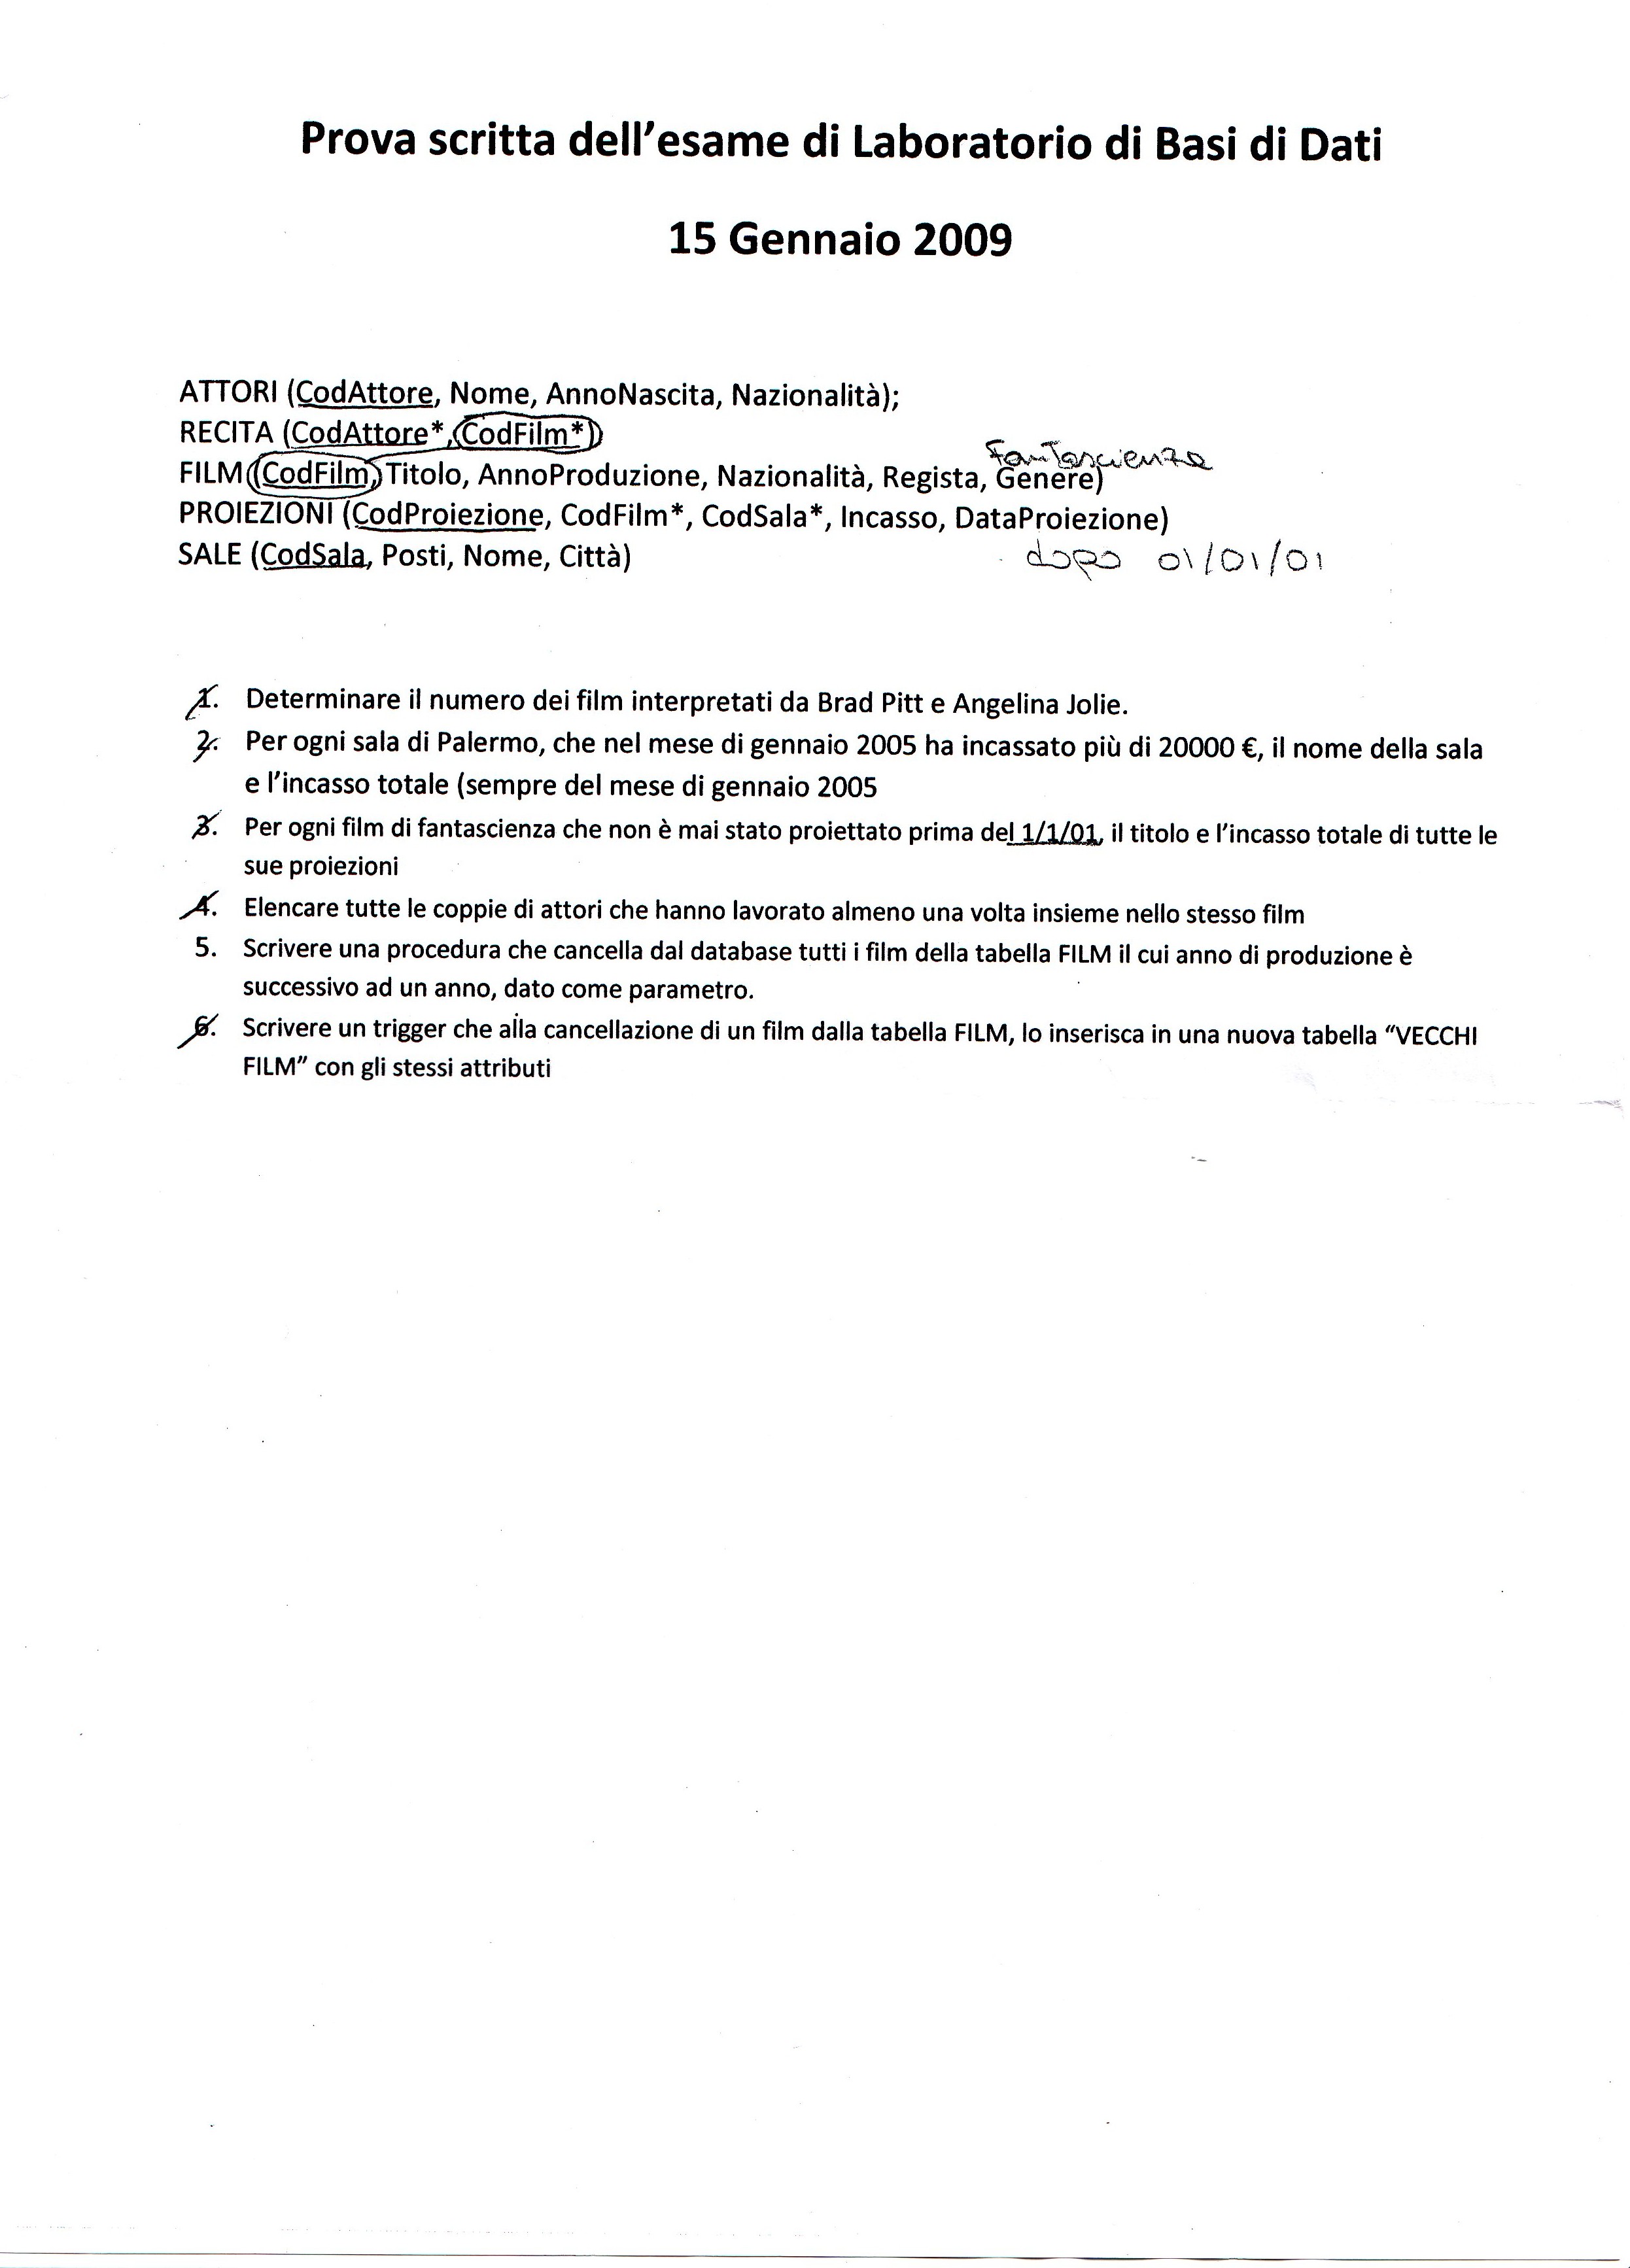 Prova scritta dell'esame di Laboratorio di Basi di Dati
15 Gennaio 2009
ATTORI (CodAttore, Nome, AnnoNascita, Nazionalità);
RECITA (CodAttore*, CodFilm*)
Fantascienza
FILM(CodFilm, Titolo, AnnoProduzione, Nazionalità, Regista, Genere)
PROIEZIONI (CodProiezione, CodFilm*, CodSala*, Incasso, DataProiezione)
SALE (CodSala, Posti, Nome, Città)
dopo 01/01/01
1. Determinare il numero dei film interpretati da Brad Pitt e Angelina Jolie.
2. Per ogni sala di Palermo, che nel mese di gennaio 2005 ha incassato più di 20000 €, il nome della sala
e l'incasso totale (sempre del mese di gennaio 2005
3. Per ogni film di fantascienza che non è mai stato proiettato prima del 1/1/01, il titolo e l'incasso totale di tutte le
sue proiezioni
4. Elencare tutte le coppie di attori che hanno lavorato almeno una volta insieme nello stesso film
5. Scrivere una procedura che cancella dal database tutti i film della tabella FILM il cui anno di produzione è
successivo ad un anno, dato come parametro.
6. Scrivere un trigger che alla cancellazione di un film dalla tabella FILM, lo inserisca in una nuova tabella "VECCHI
FILM" con gli stessi attributi